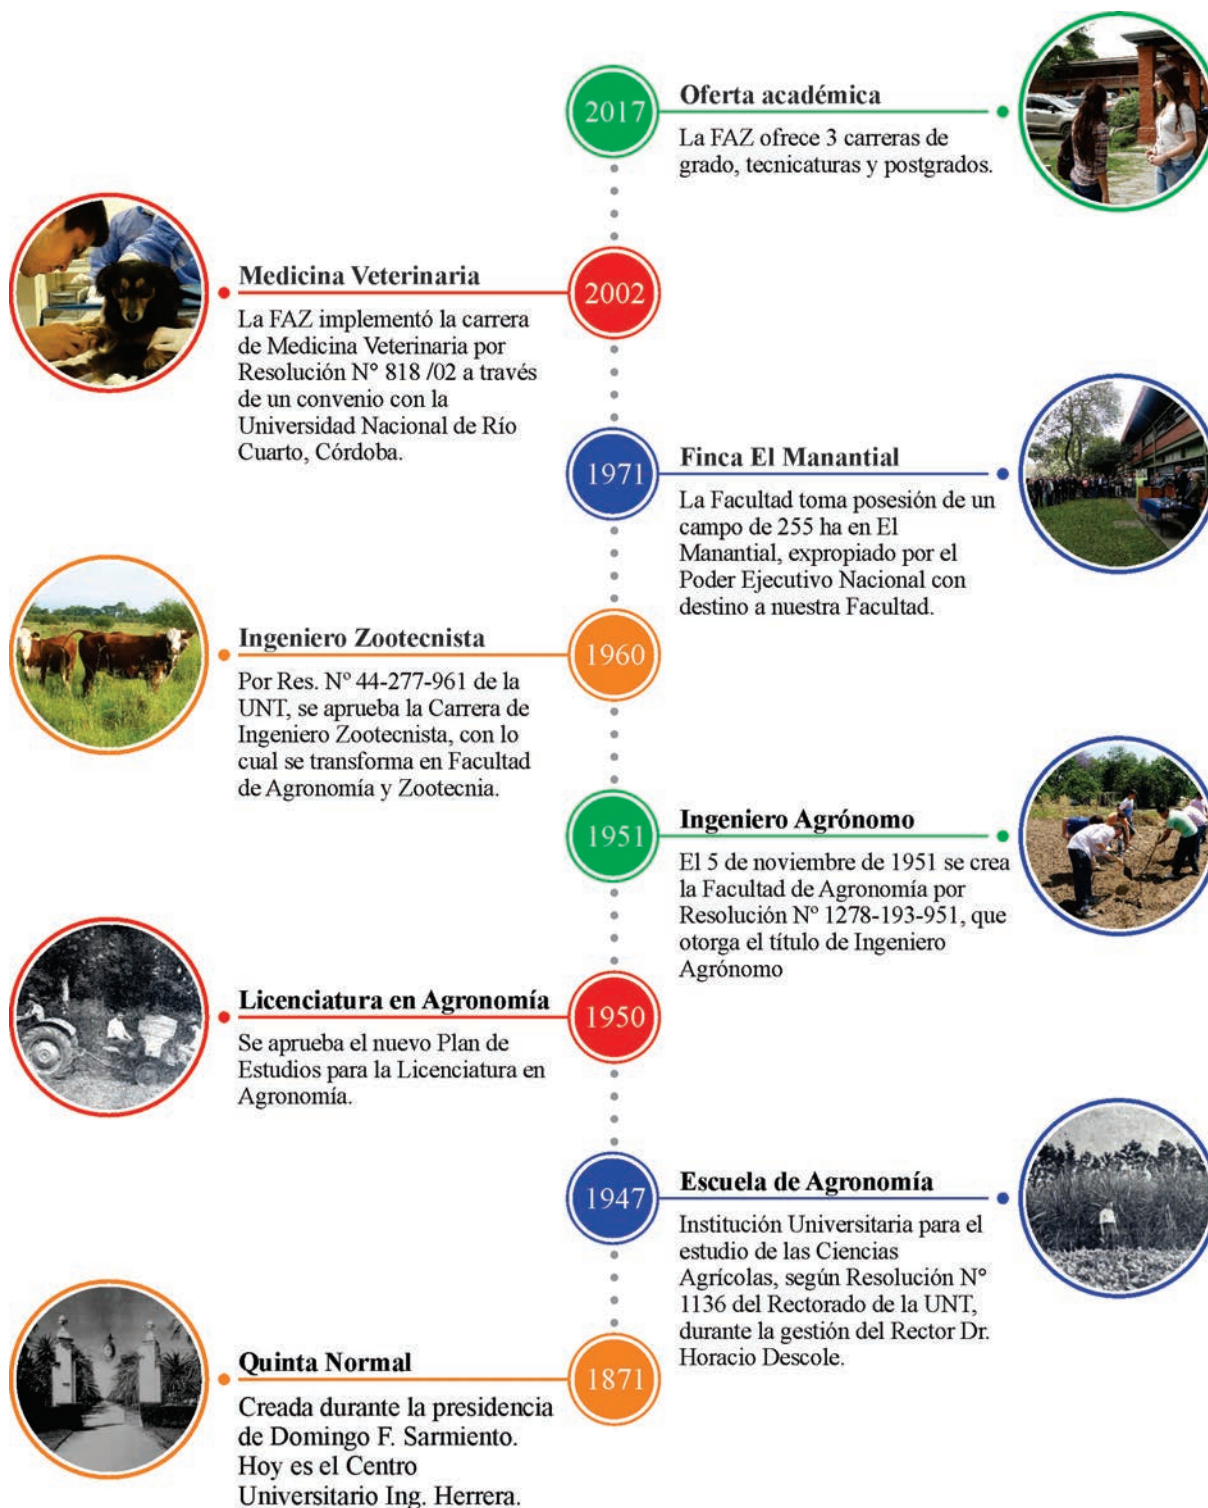 2017
Oferta académica
La FAZ ofrece 3 carreras de
grado, tecnicaturas y postgrados.
Medicina Veterinaria
2002
La FAZ implementó la carrera
de Medicina Veterinaria por
Resolución N° 818 /02 a través
de un convenio con la
Universidad Nacional de Río
Cuarto, Córdoba.
1971
Finca El Manantial
La Facultad toma posesión de un
campo de 255 ha en El
Manantial, expropiado por el
Poder Ejecutivo Nacional con
destino a nuestra Facultad.
Ingeniero Zootecnista
1960
Por Res. Nº 44-277-961 de la
UNT, se aprueba la Carrera de
Ingeniero Zootecnista, con lo
cual se transforma en Facultad
de Agronomía y Zootecnia.
1951
Ingeniero Agrónomo
El 5 de noviembre de 1951 se crea
la Facultad de Agronomía por
Resolución Nº 1278-193-951, que
otorga el título de Ingeniero
Agrónomo
Licenciatura en Agronomía
1950
Se aprueba el nuevo Plan de
Estudios para la Licenciatura en
Agronomía.
1947
Escuela de Agronomía
Institución Universitaria para el
estudio de las Ciencias
Agrícolas, según Resolución N°
1136 del Rectorado de la UNT,
durante la gestión del Rector Dr.
Horacio Descole.
Quinta Normal
1871
Creada durante la presidencia
de Domingo F. Sarmiento.
Hoy es el Centro
Universitario Ing. Herrera.